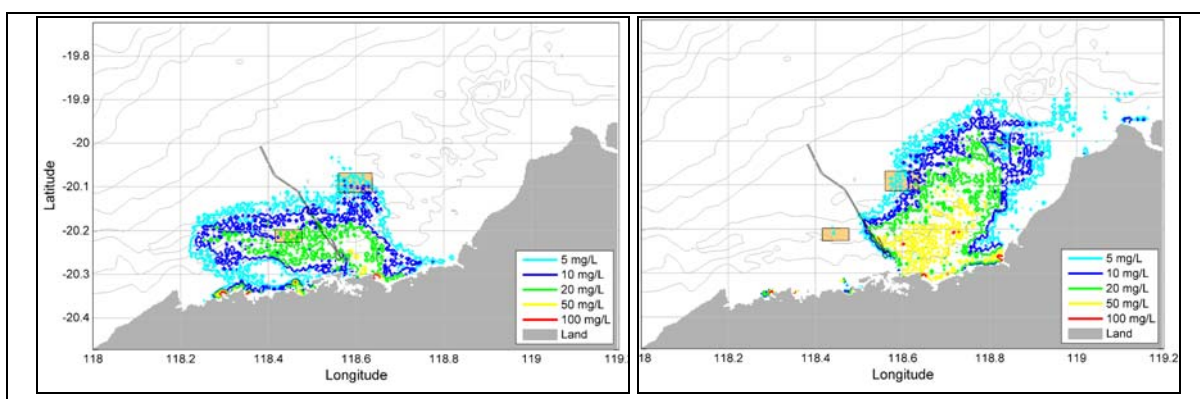 -19.8
-19.9
-20
-20.1
-20.2
-20.3
-20.4
Latitude
118 118.2 118.4 118.6 118.8 119 119.
Longitude
5 mg/L
10 mg/L
20 mg/L
50 mg/L
100 mg/L
Land
18 118.2 118.4 118.6 118.8 119 119.2
Longitude
5 mg/L
10 mg/L
20 mg/L
50 mg/L
100 mg/L
Land